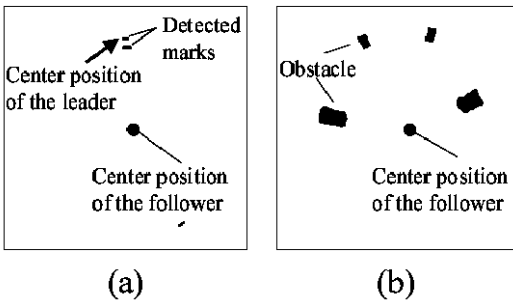 Detected
marks
Center position
of the leader
Center position
of the follower
(a)
Obstacle
Center position
of the follower
(b)